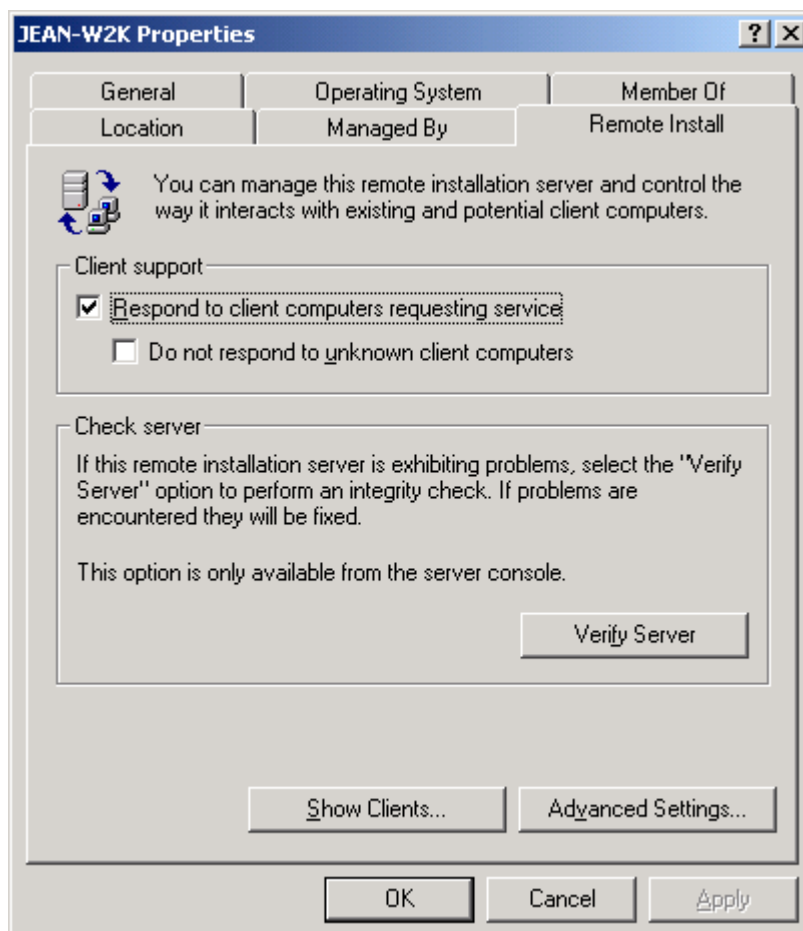 JEAN-W2K Properties
General Operating System Member Of
Location Managed By Remote Install
You can manage this remote installation server and control the
way it interacts with existing and potential client computers.
Client support
Respond to client computers requesting service
Do not respond to unknown client computers
Check server
If this remote installation server is exhibiting problems, select the "Verify
Server" option to perform an integrity check. If problems are
encountered they will be fixed.
This option is only available from the server console.
Verify Server
Show Clients... Advanced Settings...
OK Cancel Apply